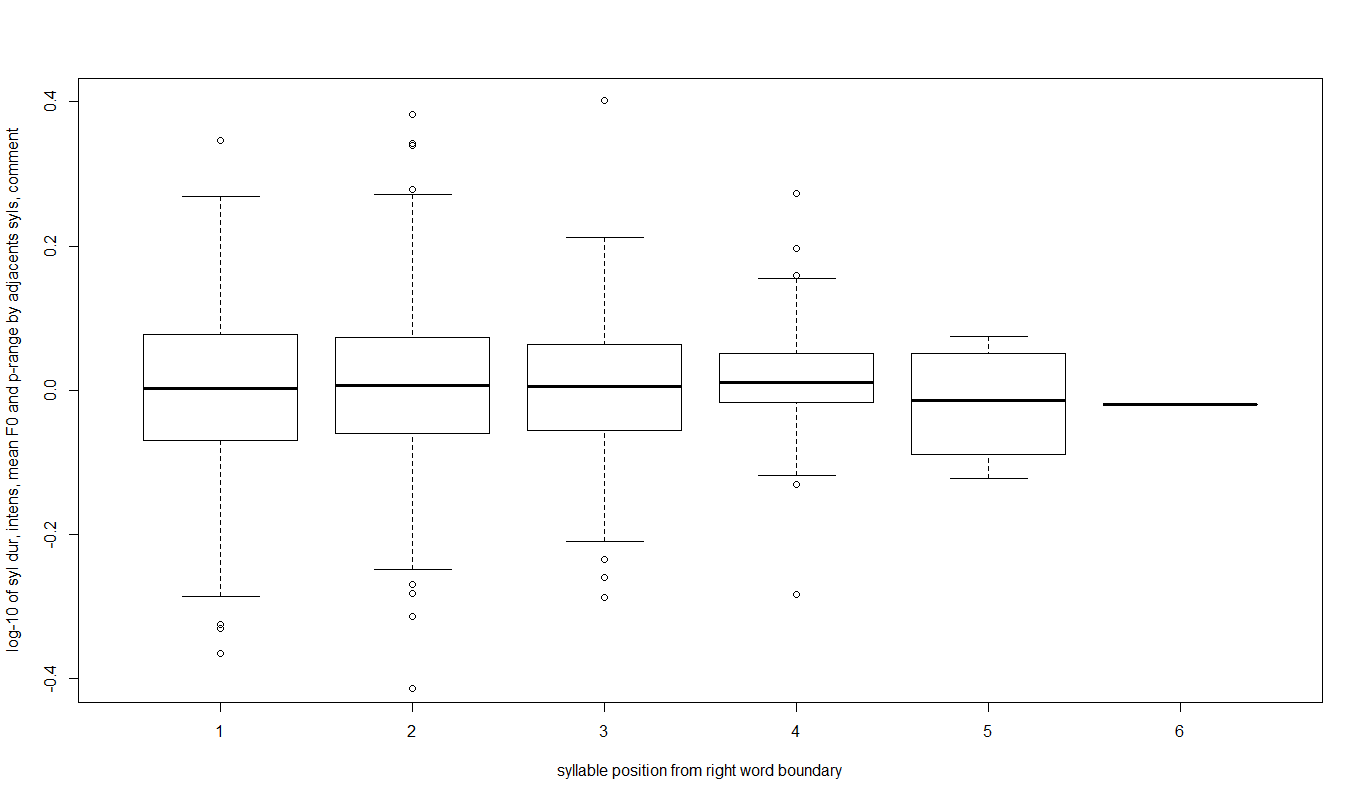 log-10 of syl dur, intens, mean F0 and p-range by adjacents syls, comment
0.4
0.2
0.0
-0.2
-0.4
1 2 3 4 5 6
syllable position from right word boundary